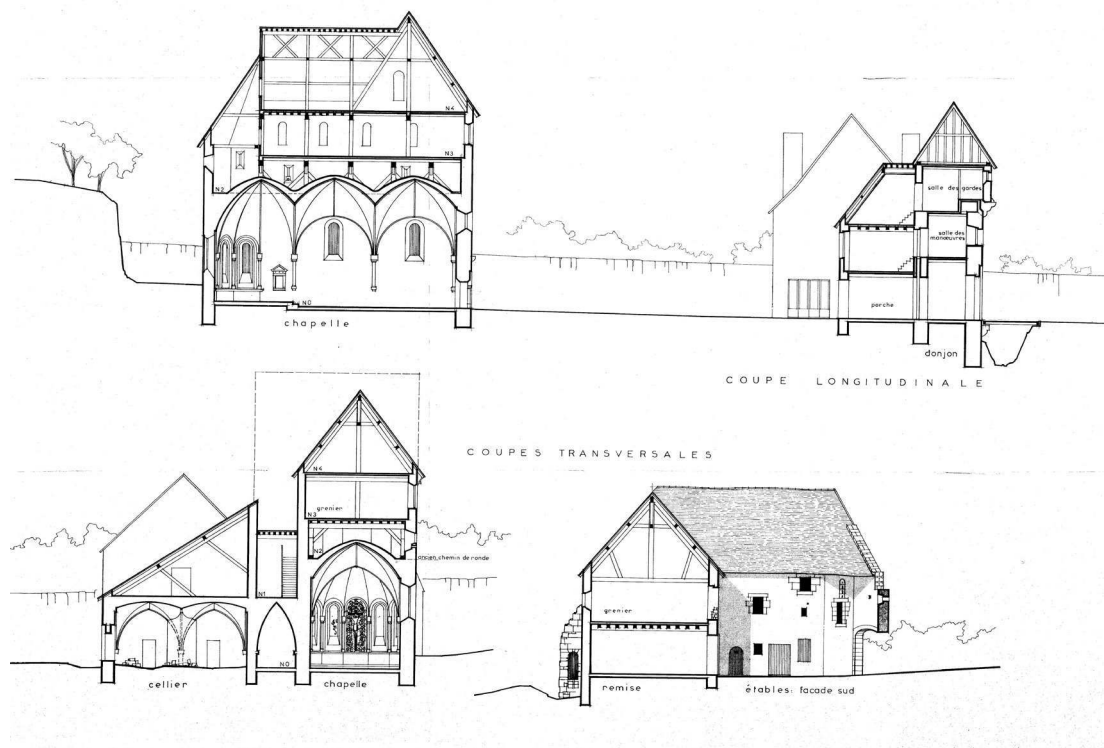 N4
N3
N2
N0
chapelle
salle des gardes
salle des
manœuvres
porche
donjon
COUPE LONGITUDINALE
COUPES TRANSVERSALES
N4
grenier
N3
N2
ancien chemin de ronde
N1
N0
cellier
chapelle
grenier
remise
étables: facade sud